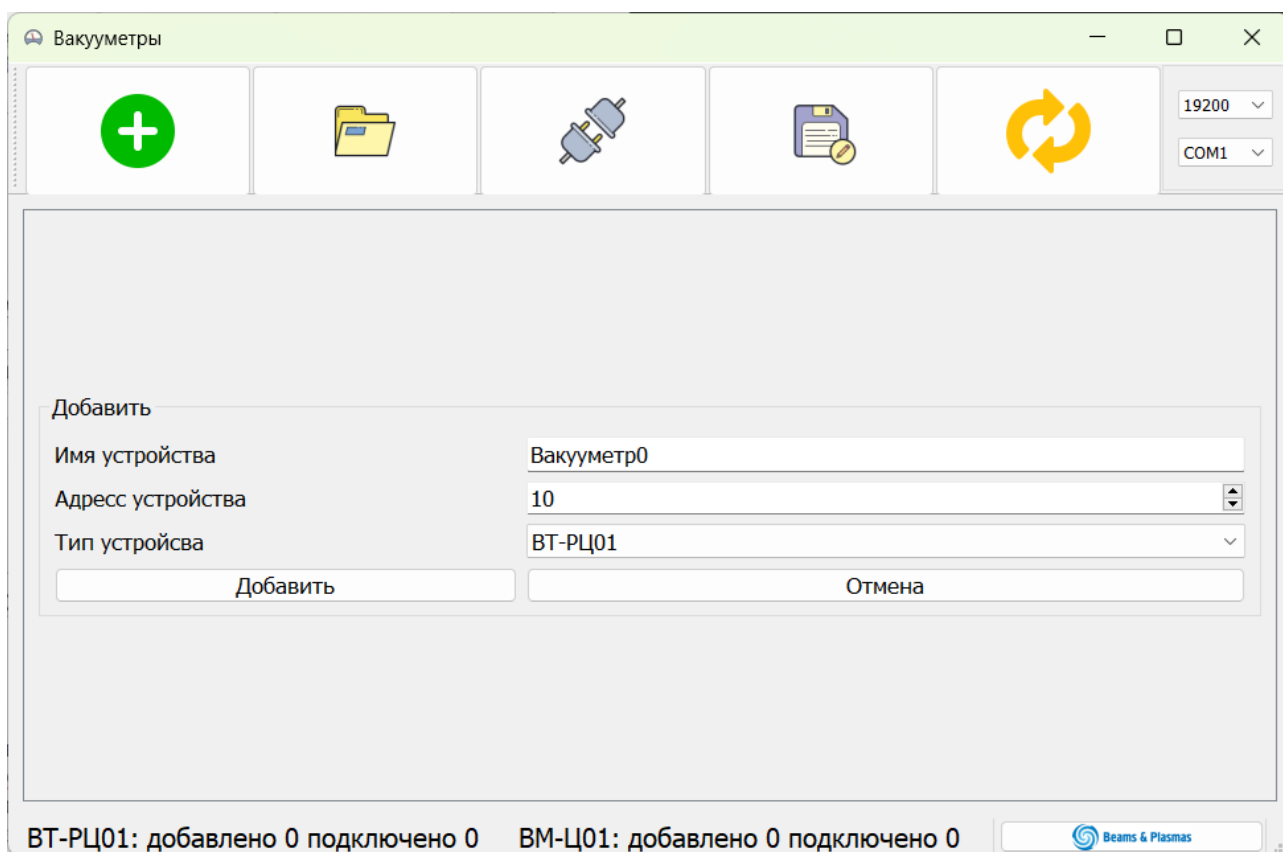 Вакууметры
19200
COM1
Добавить
Имя устройства Вакууметр0
Адресс устройства 10
Тип устройсва ВТ-РЦ01
Добавить Отмена
ВТ-РЦ01: добавлено 0 подключено 0 ВМ-Ц01: добавлено 0 подключено 0 Beams & Plasmas